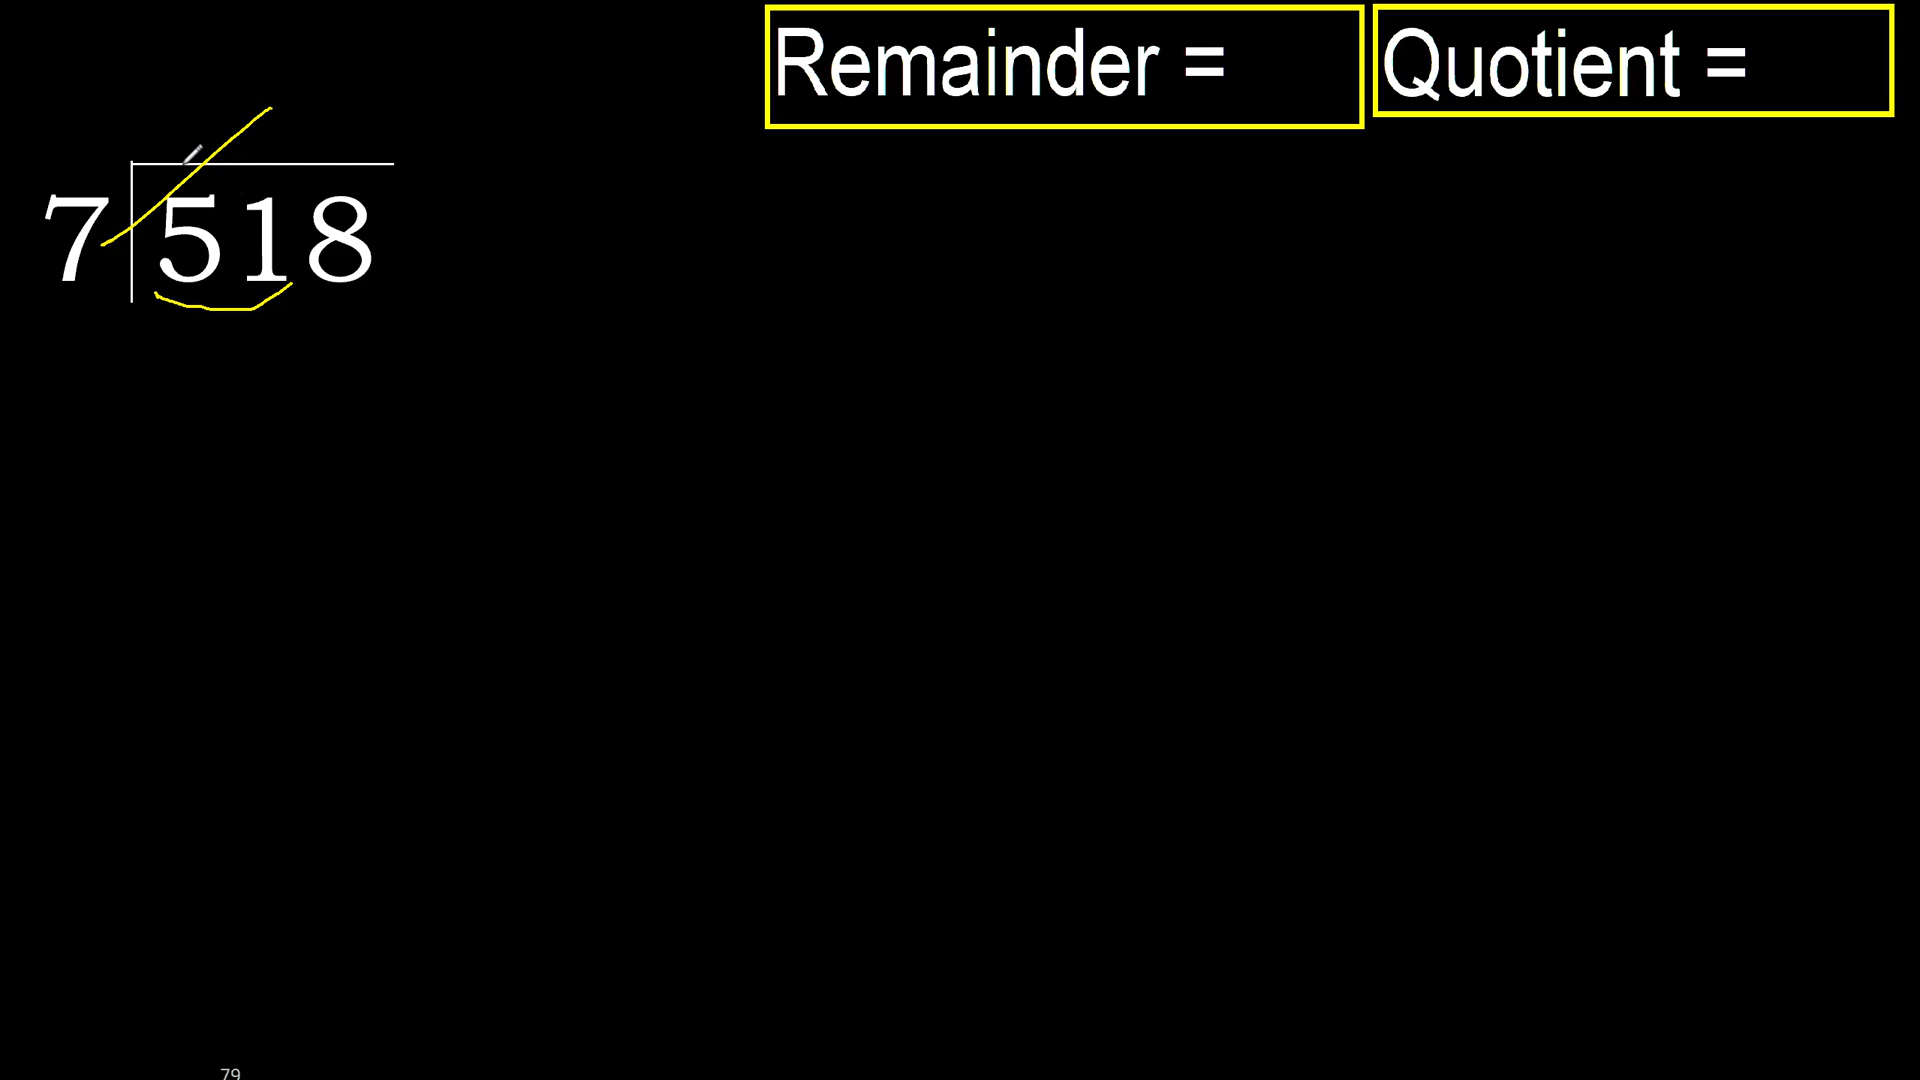 Remainder = Quotient =
7 518
79